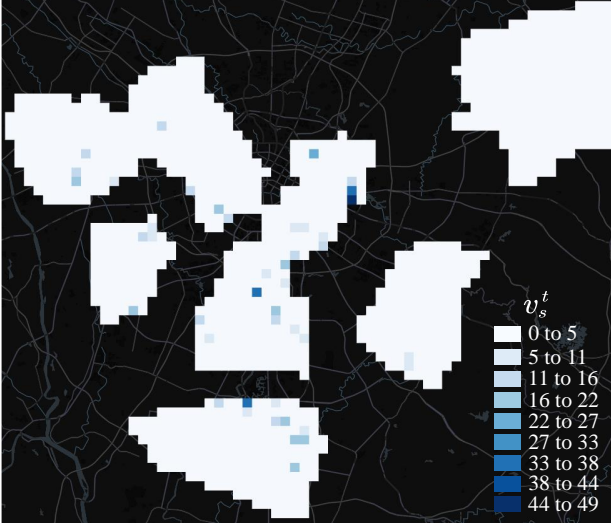 v_s^t
0 to 5
5 to 11
11 to 16
16 to 22
22 to 27
27 to 33
33 to 38
38 to 44
44 to 49